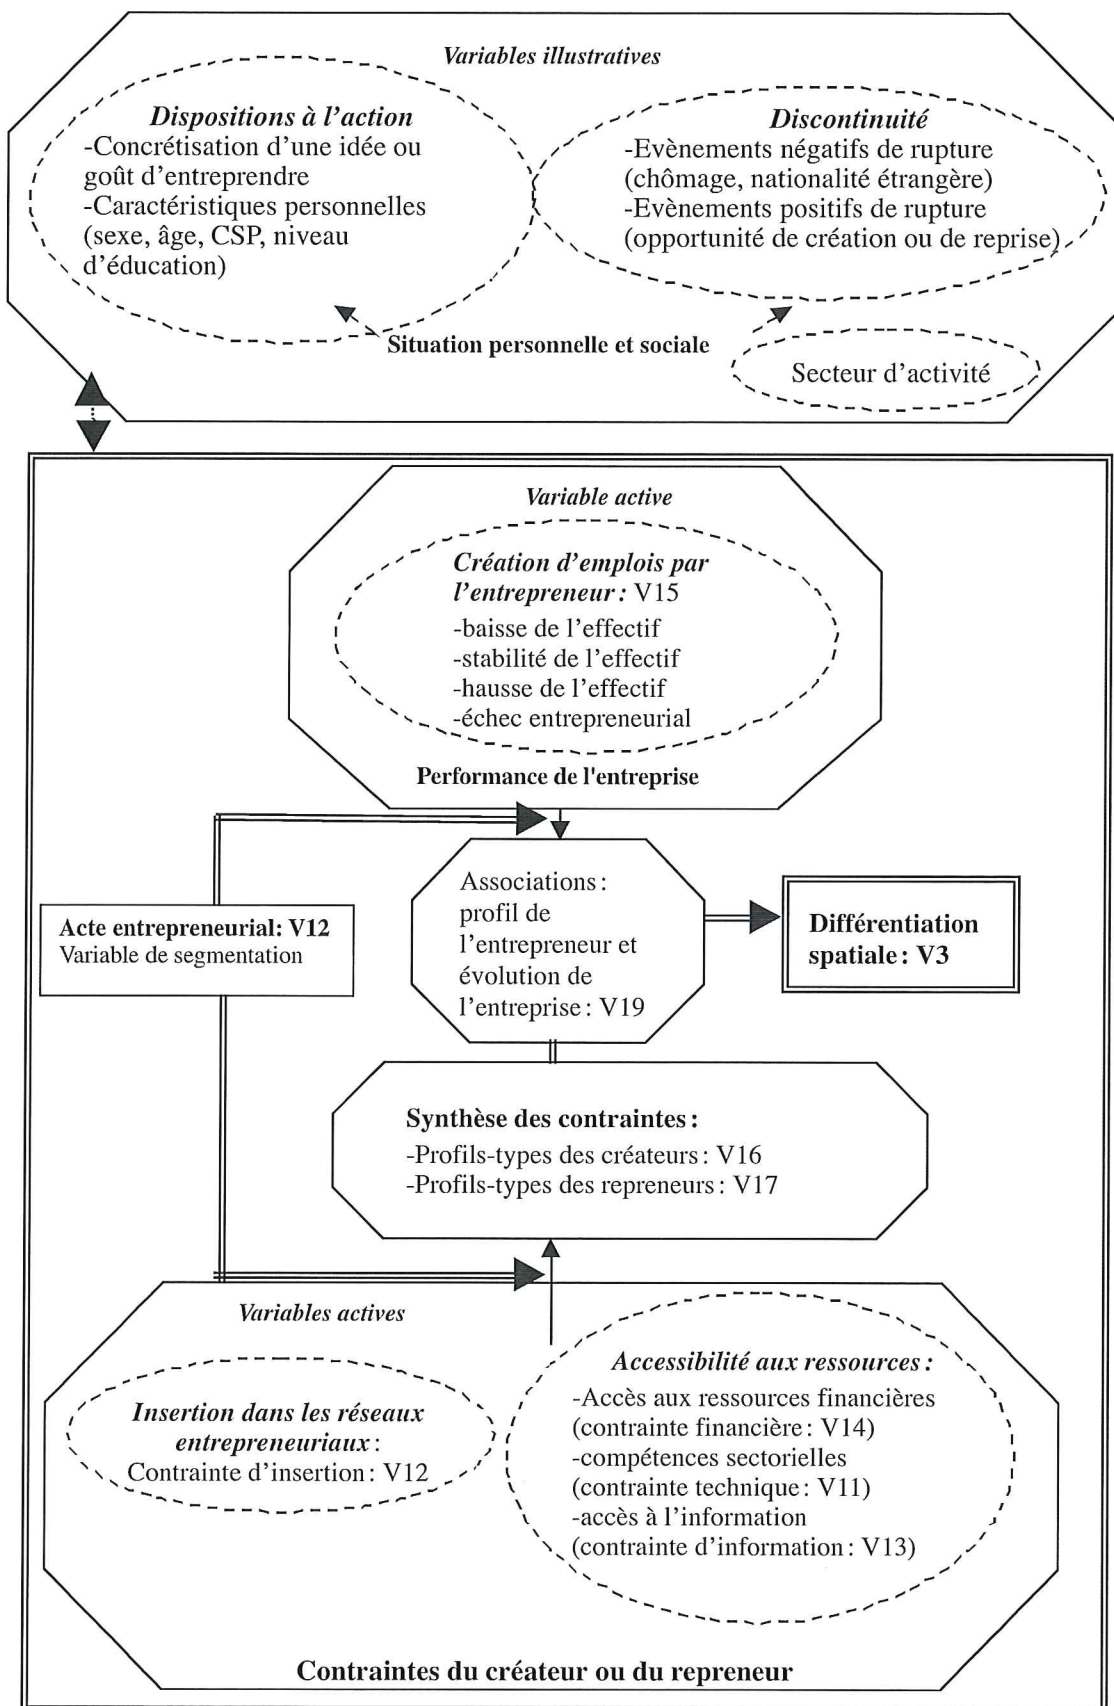 Variables illustratives
Dispositions à l'action
-Concrétisation d'une idée ou
goût d'entreprendre
-Caractéristiques personnelles
(sexe, âge, CSP, niveau
d'éducation)
Discontinuité
-Evènements négatifs de rupture
(chômage, nationalité étrangère)
-Evènements positifs de rupture
(opportunité de création ou de reprise)
Situation personnelle et sociale
Secteur d'activité
Variable active
Création d'emplois par
l'entrepreneur : V15
-baisse de l'effectif
-stabilité de l'effectif
-hausse de l'effectif
-échec entrepreneurial
Performance de l'entreprise
Acte entrepreneurial: V12
Variable de segmentation
Associations :
profil de
l'entrepreneur et
évolution de
l'entreprise : V19
Différentiation
spatiale : V3
Synthèse des contraintes :
-Profils-types des créateurs : V16
-Profils-types des repreneurs : V17
Variables actives
Insertion dans les réseaux
entrepreneuriaux :
Contrainte d'insertion : V12
Accessibilité aux ressources :
-Accès aux ressources financières
(contrainte financière : V14)
-compétences sectorielles
(contrainte technique : V11)
-accès à l'information
(contrainte d'information : V13)
Contraintes du créateur ou du repreneur